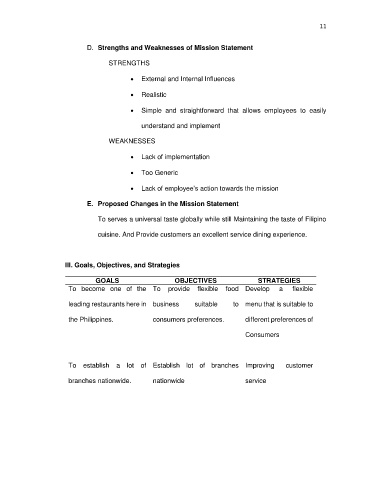 11
D. Strengths and Weaknesses of Mission Statement
STRENGTHS
• External and Internal Influences
• Realistic
• Simple and straightforward that allows employees to easily
understand and implement
WEAKNESSES
• Lack of implementation
• Too Generic
• Lack of employee's action towards the mission
E. Proposed Changes in the Mission Statement
To serves a universal taste globally while still Maintaining the taste of Filipino
cuisine. And Provide customers an excellent service dining experience.
III. Goals, Objectives, and Strategies
GOALS OBJECTIVES STRATEGIES
To become one of the To provide flexible food Develop a flexible
leading restaurants here in business suitable to menu that is suitable to
the Philippines. consumers preferences. different preferences of
Consumers
To establish a lot of Establish lot of branches Improving customer
branches nationwide. nationwide service